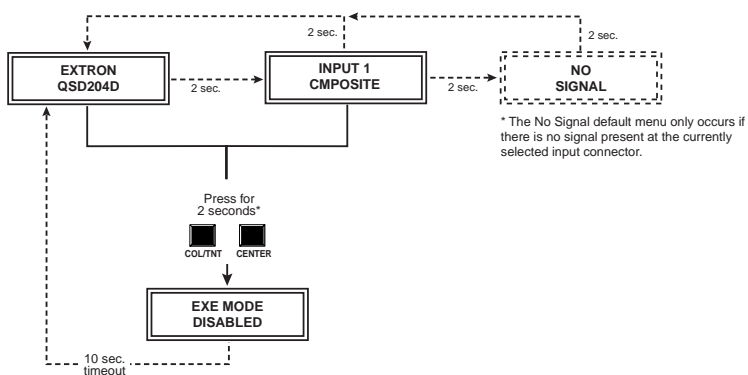 2 sec.
2 sec.
2 sec.
EXTRON
QSD204D
2 sec.
INPUT 1
CMPOSITE
2 sec.
NO
SIGNAL
* The No Signal default menu only occurs if
there is no signal present at the currently
selected input connector.
Press for
2 seconds*
COL/TNT CENTER
EXE MODE
DISABLED
10 sec.
timeout